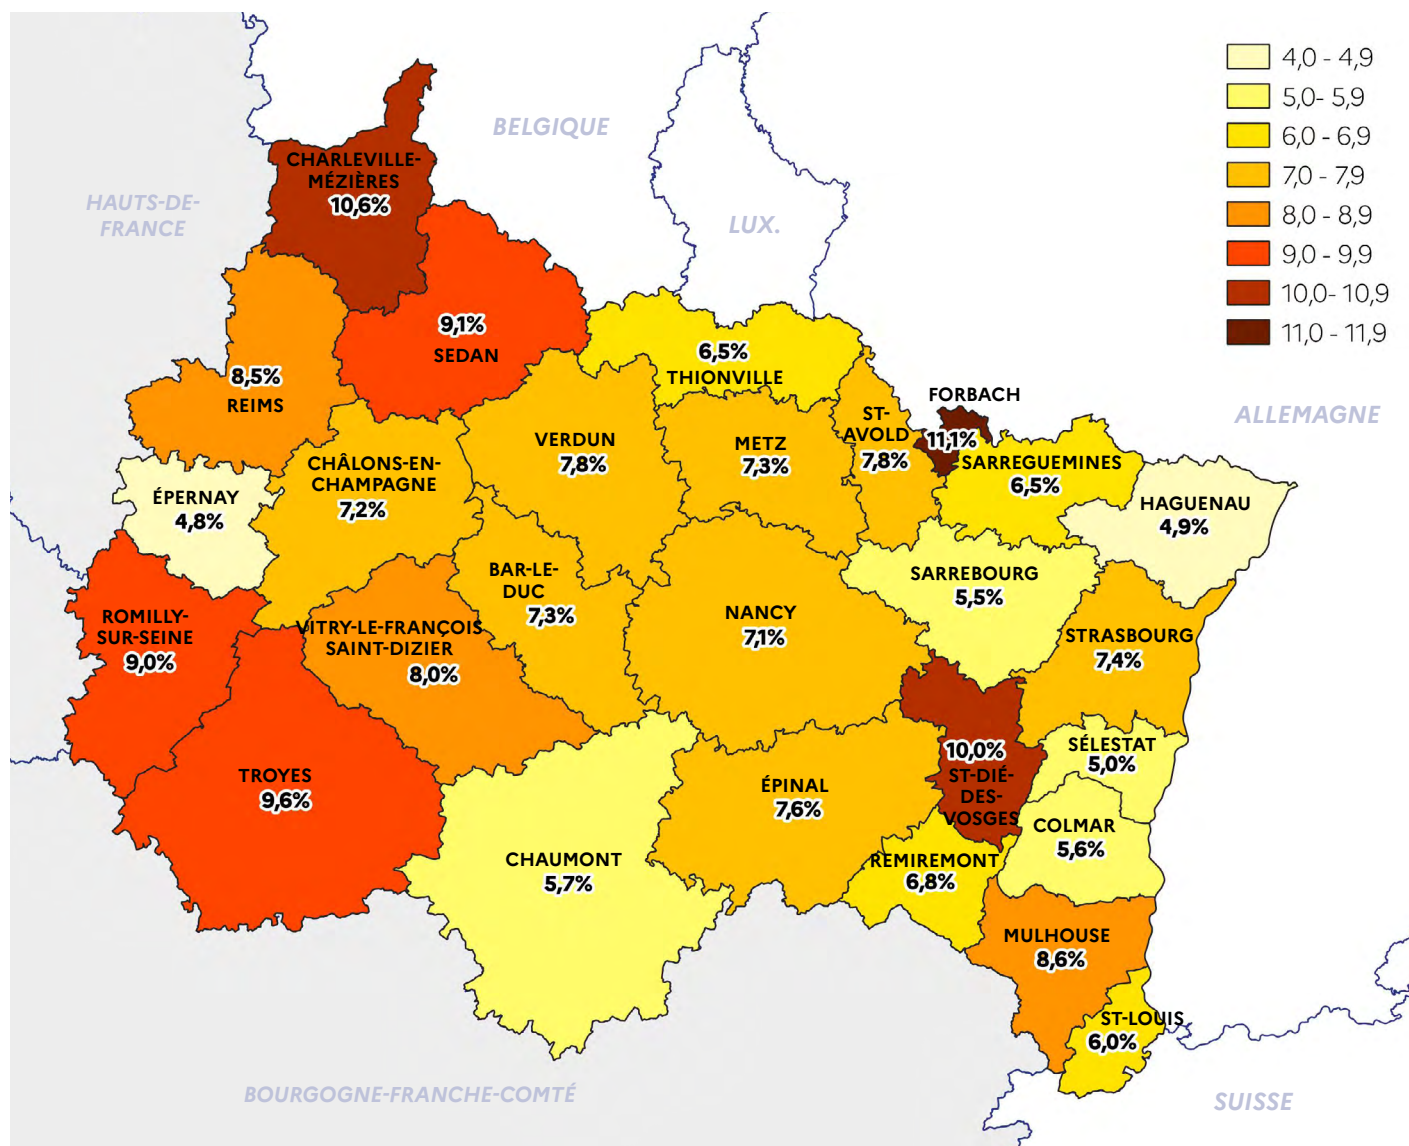 4,0 - 4,9
5,0- 5,9
6,0 - 6,9
7,0 - 7,9
8,0 - 8,9
9,0 - 9,9
10,0- 10,9
11,0 - 11,9
BELGIQUE
HAUTS-DE-
FRANCE
LUX.
ALLEMAGNE
CHARLEVILLE-
MÉZIÈRES
10,6%
9,1%
SEDAN
8,5%
REIMS
6,5%
THIONVILLE
FORBACH
11,1%
ST-
AVOLD
7,8%
VERDUN
7,8%
METZ
7,3%
SARREGUEMINES
6,5%
HAGUENAU
4,9%
CHÂLONS-EN-
CHAMPAGNE
7,2%
ÉPERNAY
4,8%
BAR-LE-
DUC
7,3%
SARREBOURG
5,5%
NANCY
7,1%
ROMILLY-
SUR-SEINE
9,0%
VITRY-LE-FRANÇOIS
SAINT-DIZIER
8,0%
STRASBOURG
7,4%
10,0%
ST-DIÉ-
DES-
VOSGES
SÉLESTAT
5,0%
TROYES
9,6%
ÉPINAL
7,6%
COLMAR
5,6%
CHAUMONT
5,7%
REMIREMONT
6,8%
MULHOUSE
8,6%
ST-LOUIS
6,0%
BOURGOGNE-FRANCHE-COMTÉ
SUISSE